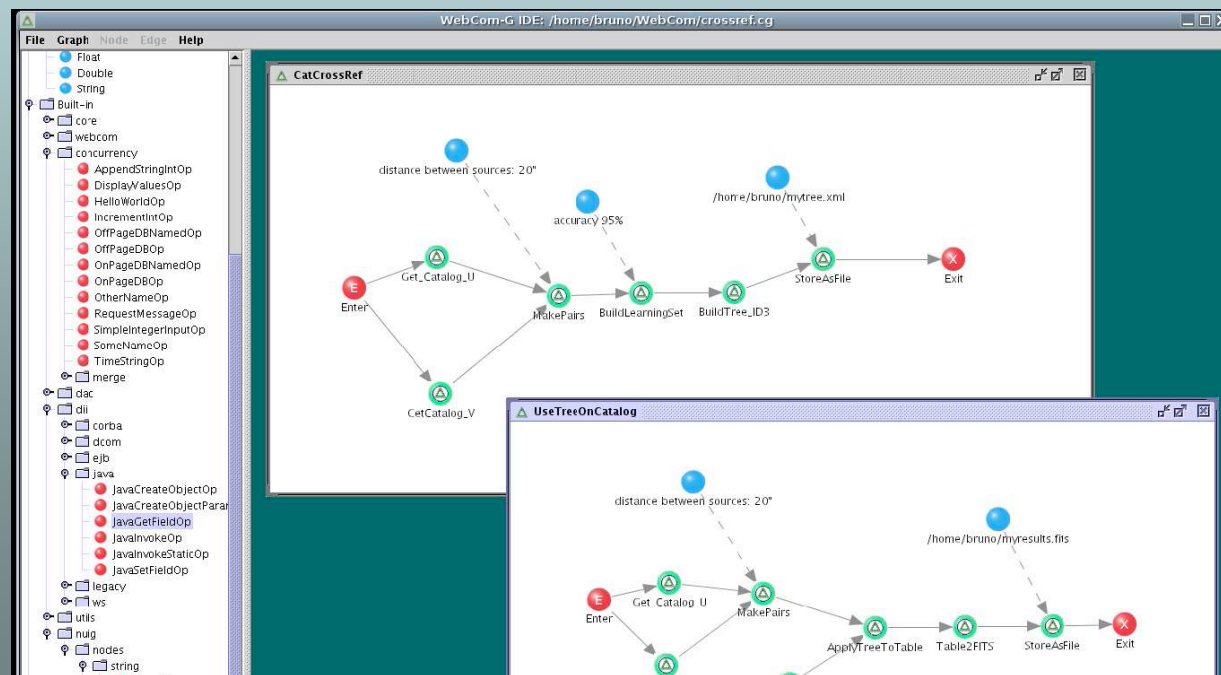 WebCom-G IDE: /home/bruno/WebCom/crossref.cg
File Graph Node Edge Help
Float
Double
String
Built-in
core
webcom
concurrency
AppendStringIntOp
DisplayValuesOp
HelloWorldOp
IncrementIntOp
OffPageDBNamedOp
OffPageDBOp
OnPageDBNamedOp
OnPageDBOp
OtherNameOp
RequestMessageOp
SimpleIntegerInputOp
SomeNameOp
TimeStringOp
merge
dac
dii
corba
dcom
ejb
java
JavaCreateObjectOp
JavaCreateObjectParar
JavaGetFieldOp
JavaInvokeOp
JavaInvokeStaticOp
JavaSetFieldOp
legacy
ws
utils
nuig
nodes
string
CatCrossRef
distance between sources: 20"
accuracy 95%
/home/bruno/mytree.xml
Get_Catalog_U
StoreAsFile
X
Exit
E
Enter
MakePairs
BuildLearningSet
BuildTree_ID3
GetCatalog_V
UseTreeOnCatalog
distance between sources: 20"
/home/bruno/myresults.fits
E
Enter
Get_Catalog_U
MakePairs
ApplyTreeToTable
Table2FITS
StoreAsFile
X
Exit